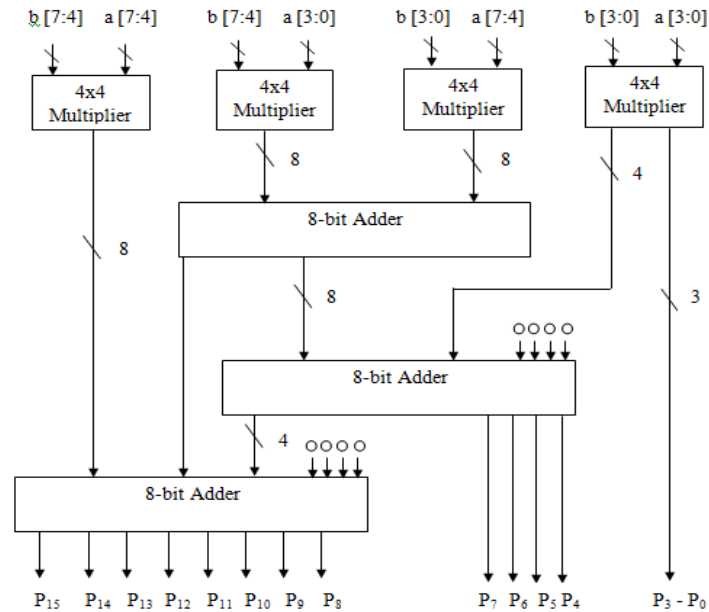 b [7:4] a [7:4] b [7:4] a [3:0] b [3:0] a [7:4] b [3:0] a [3:0]
4x4 Multiplier
4x4 Multiplier
4x4 Multiplier
4x4 Multiplier
8 8 4
8-bit Adder
8 8 3
8-bit Adder
4
8-bit Adder
P15 P14 P13 P12 P11 P10 P9 P8 P7 P6 P5 P4 P3 - P0